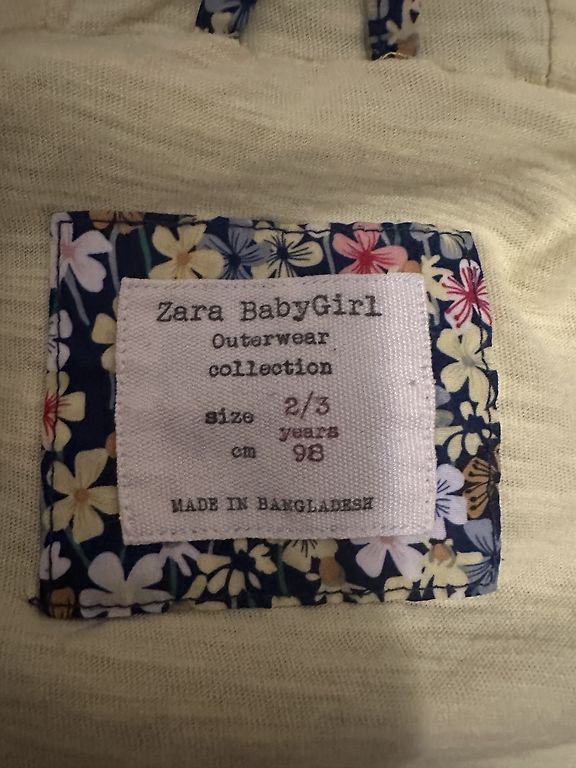 Zara BabyGirl
Outerwear
collection
size 2/3
years
cm 98
MADE IN BANGLADESH